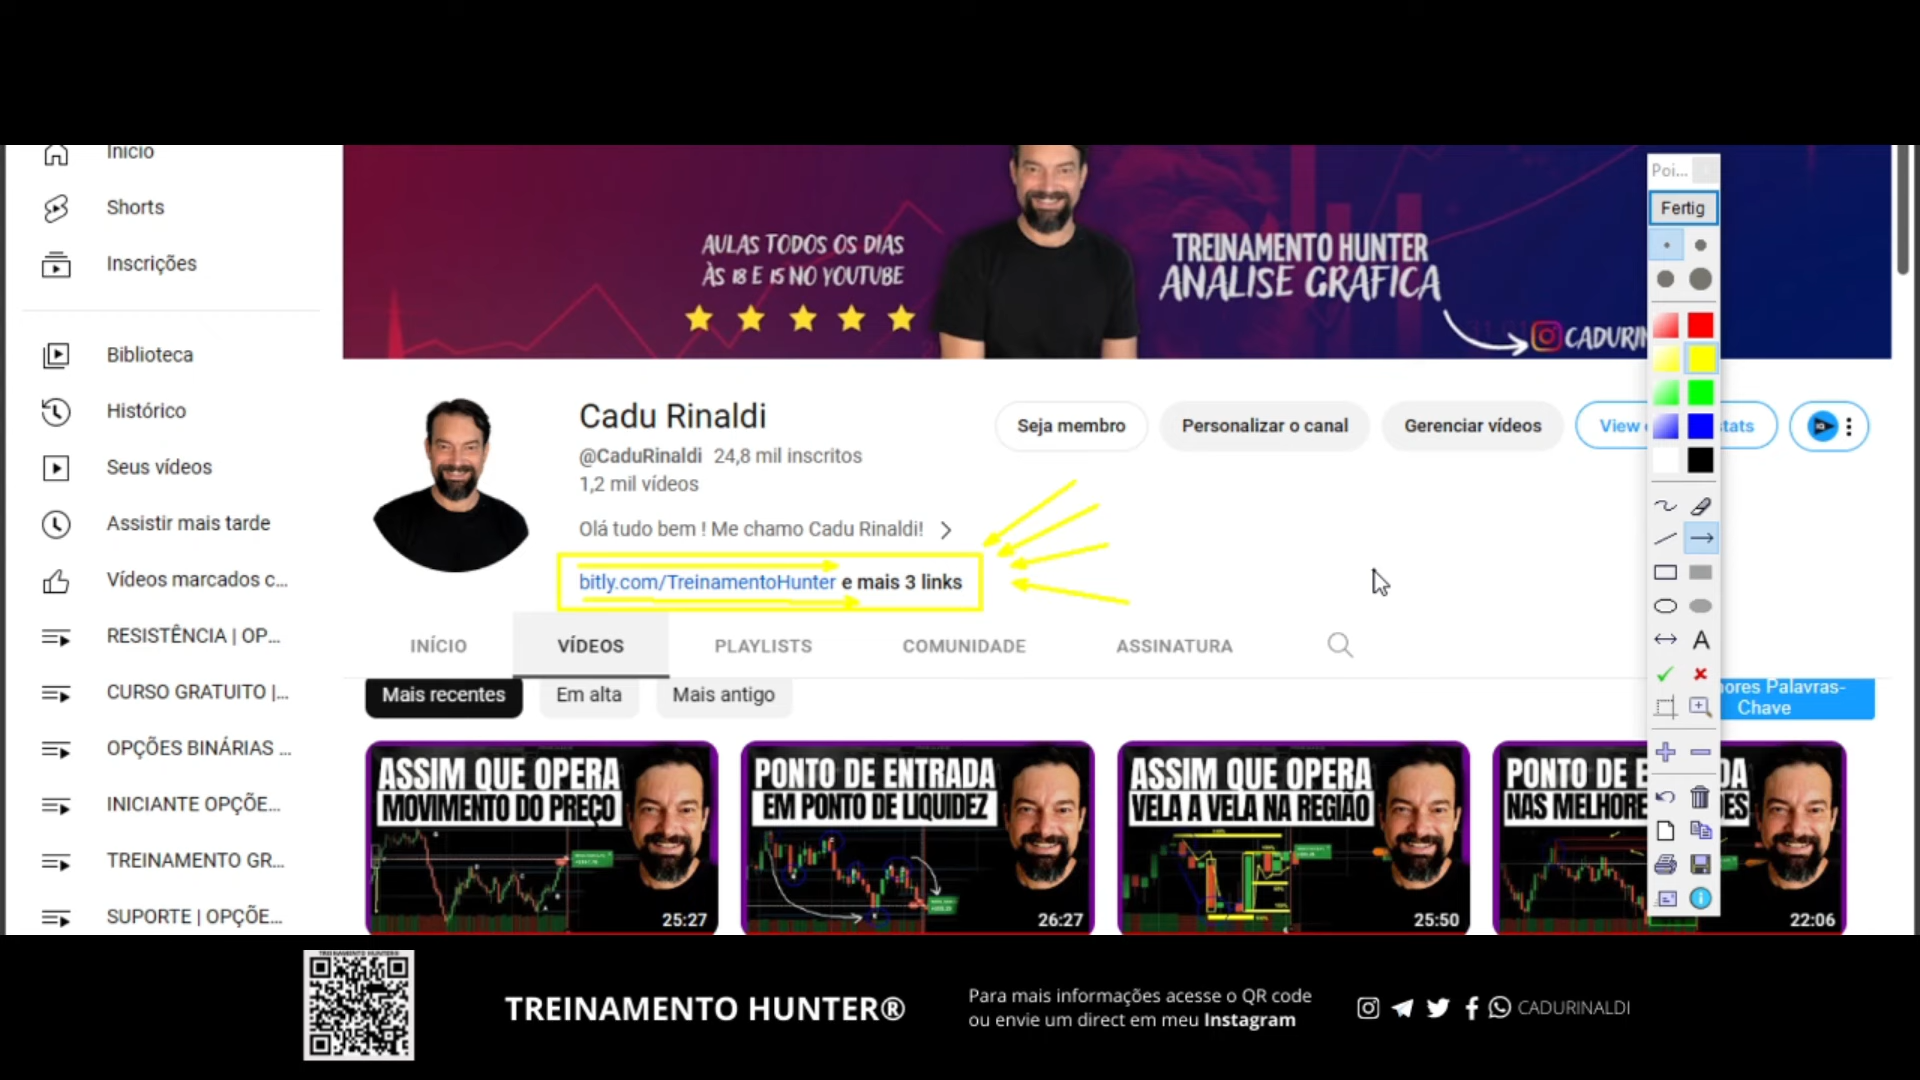 Início
Shorts
Inscrições
Biblioteca
Histórico
Seus vídeos
Assistir mais tarde
Vídeos marcados c...
RESISTÊNCIA | OP...
CURSO GRATUITO |...
OPÇÕES BINÁRIAS ...
INICIANTE OPÇÕE...
TREINAMENTO GR...
SUPORTE | OPÇÕE...
AULAS TODOS OS DIAS
ÀS 18 E 15 NO YOUTUBE
TREINAMENTO HUNTER
ANALISE GRAFICA
CADURIN
Poi...
Fertig
Cadu Rinaldi
@CaduRinaldi 24,8 mil inscritos
1,2 mil vídeos
Seja membro
Personalizar o canal
Gerenciar vídeos
View
tats
Olá tudo bem ! Me chamo Cadu Rinaldi!
bitly.com/TreinamentoHunter e mais 3 links
INÍCIO
VÍDEOS
PLAYLISTS
COMUNIDADE
ASSINATURA
A
Mais recentes
Em alta
Mais antigo
ores Palavras-
Chave
ASSIM QUE OPERA
MOVIMENTO DO PREÇO
25:27
PONTO DE ENTRADA
EM PONTO DE LIQUIDEZ
26:27
ASSIM QUE OPERA
VELA A VELA NA REGIÃO
25:50
PONTO DE E DA
NAS MELHORE ES
22:06
TREINAMENTO HUNTER®
Para mais informações acesse o QR code
ou envie um direct em meu Instagram
CADURINALDI